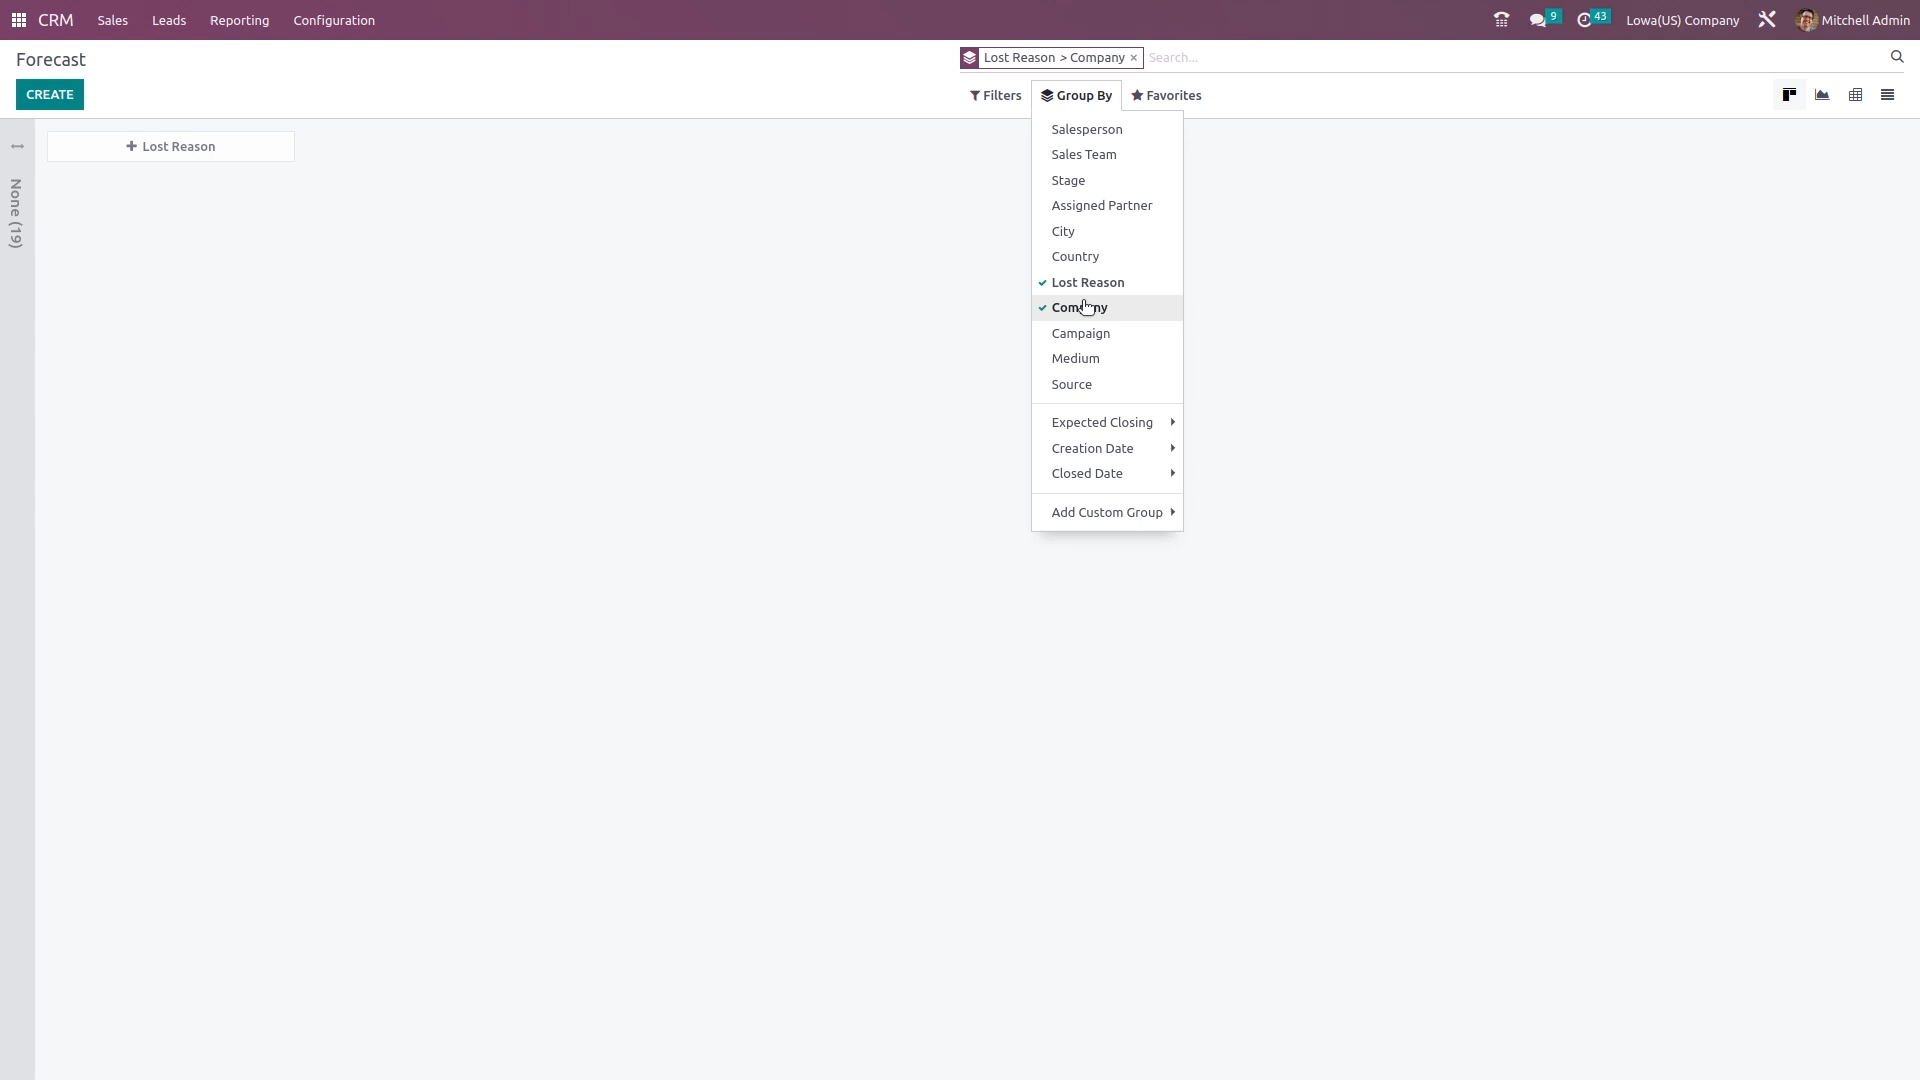 CRM Sales Leads Reporting Configuration 9 43 Lowa(US) Company Mitchell Admin
Forecast Lost Reason > Company × Search...
CREATE Filters Group By Favorites
+ Lost Reason
None (19)
Salesperson
Sales Team
Stage
Assigned Partner
City
Country
Lost Reason
Company
Campaign
Medium
Source
Expected Closing
Creation Date
Closed Date
Add Custom Group